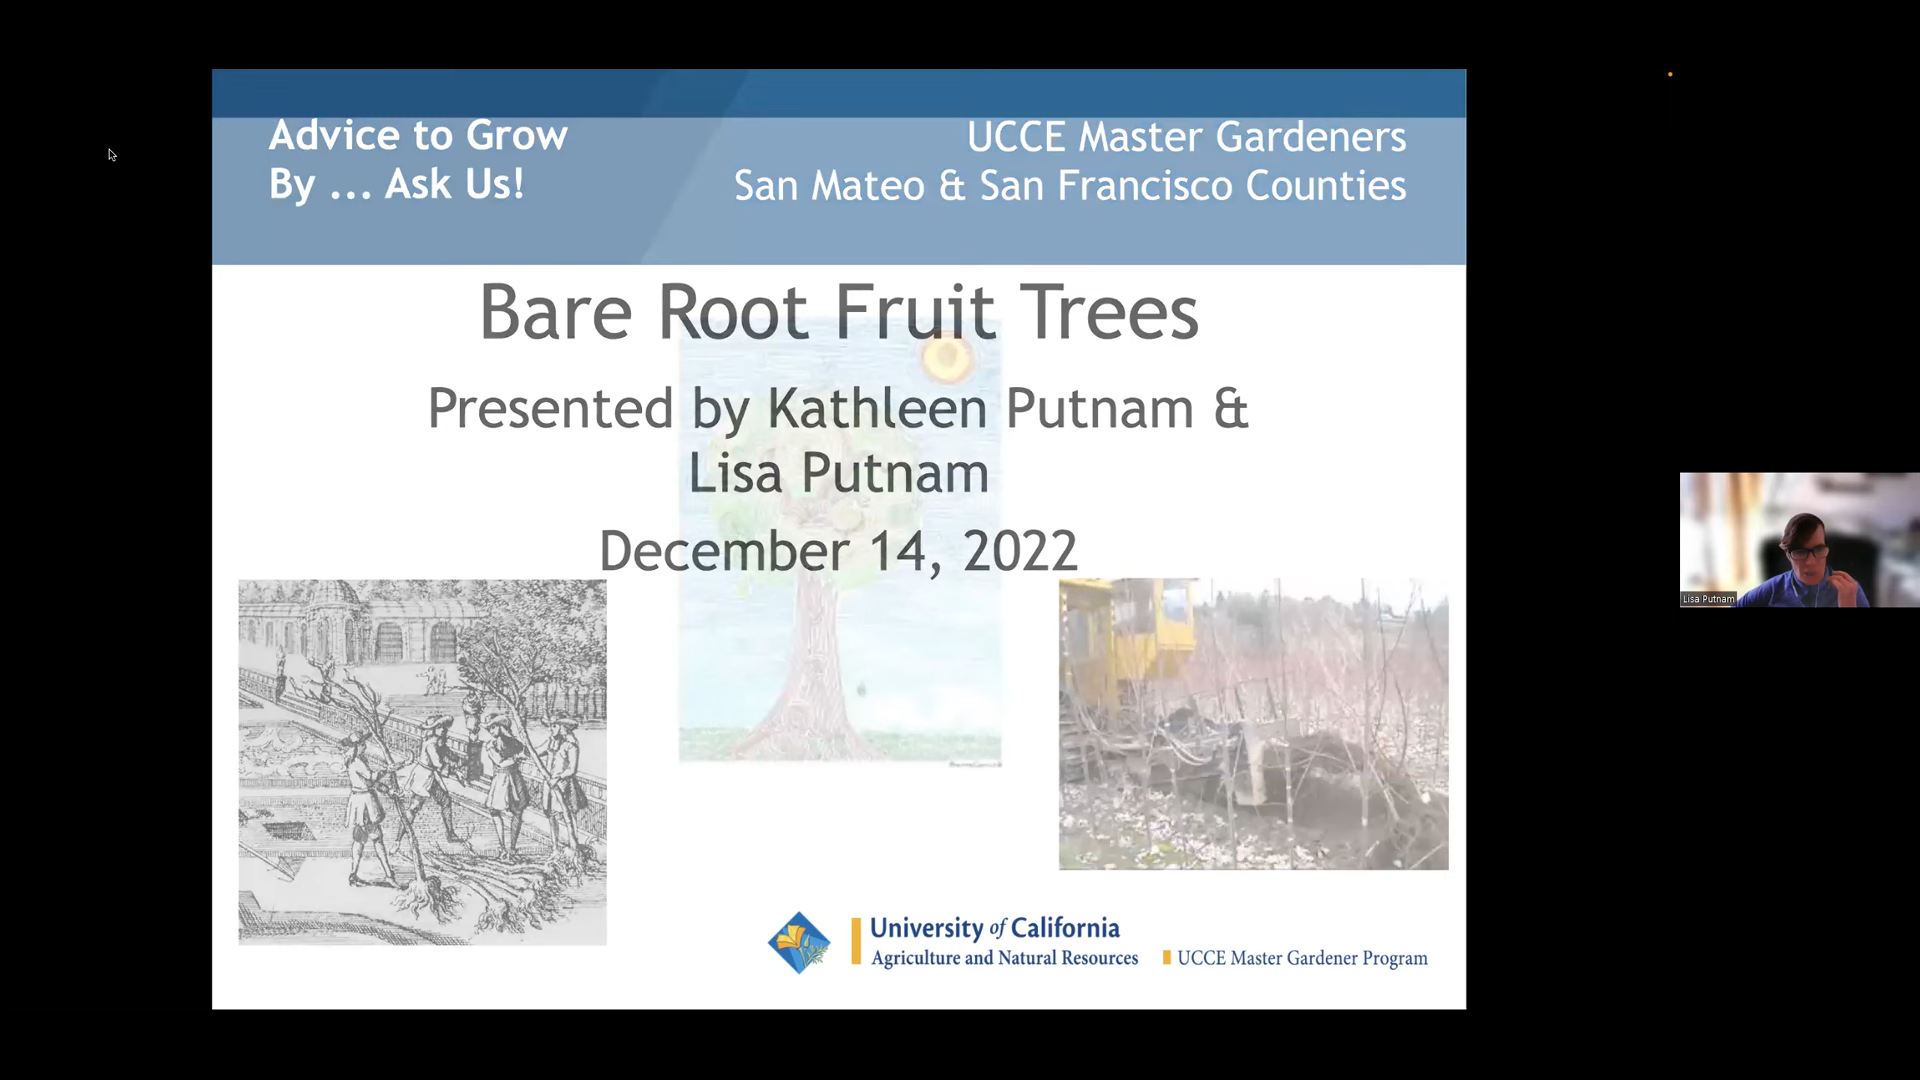 Advice to Grow
By ... Ask Us!
UCCE Master Gardeners
San Mateo & San Francisco Counties
Bare Root Fruit Trees
Presented by Kathleen Putnam &
Lisa Putnam
December 14, 2022
University of California
Agriculture and Natural Resources
UCCE Master Gardener Program
Lisa Putnam